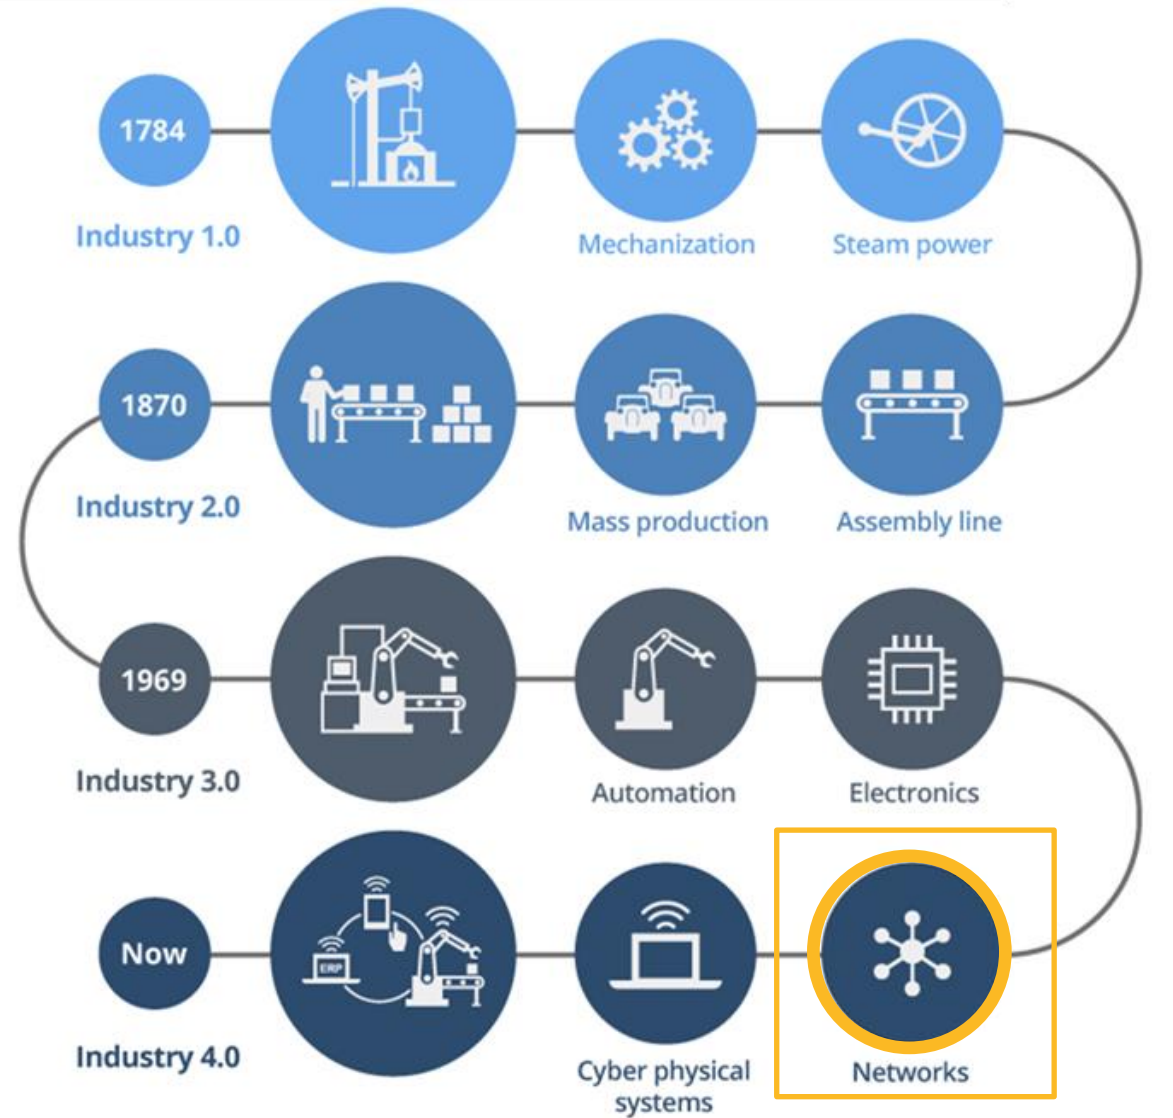 1784
Industry 1.0
Mechanization
Steam power
1870
Industry 2.0
Mass production
Assembly line
1969
Industry 3.0
Automation
Electronics
Now
ERP
Industry 4.0
Cyber physical
systems
Networks